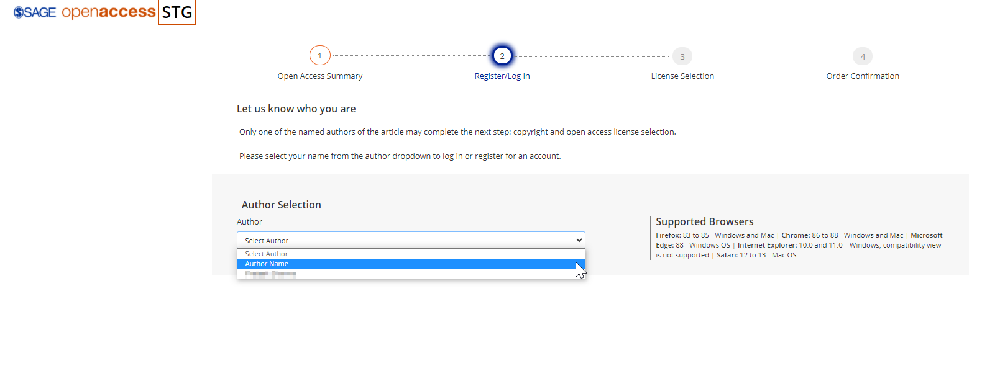 SAGE openaccess STG
1 2 3 4
Open Access Summary Register/Log In License Selection Order Confirmation
Let us know who you are
Only one of the named authors of the article may complete the next step: copyright and open access license selection.
Please select your name from the author dropdown to log in or register for an account.
Author Selection
Author
Select Author
Select Author
Author Name
Supported Browsers
Firefox: 83 to 85 - Windows and Mac | Chrome: 86 to 88 - Windows and Mac | Microsoft
Edge: 88 - Windows OS | Internet Explorer: 10.0 and 11.0 – Windows; compatibility view
is not supported | Safari: 12 to 13 - Mac OS